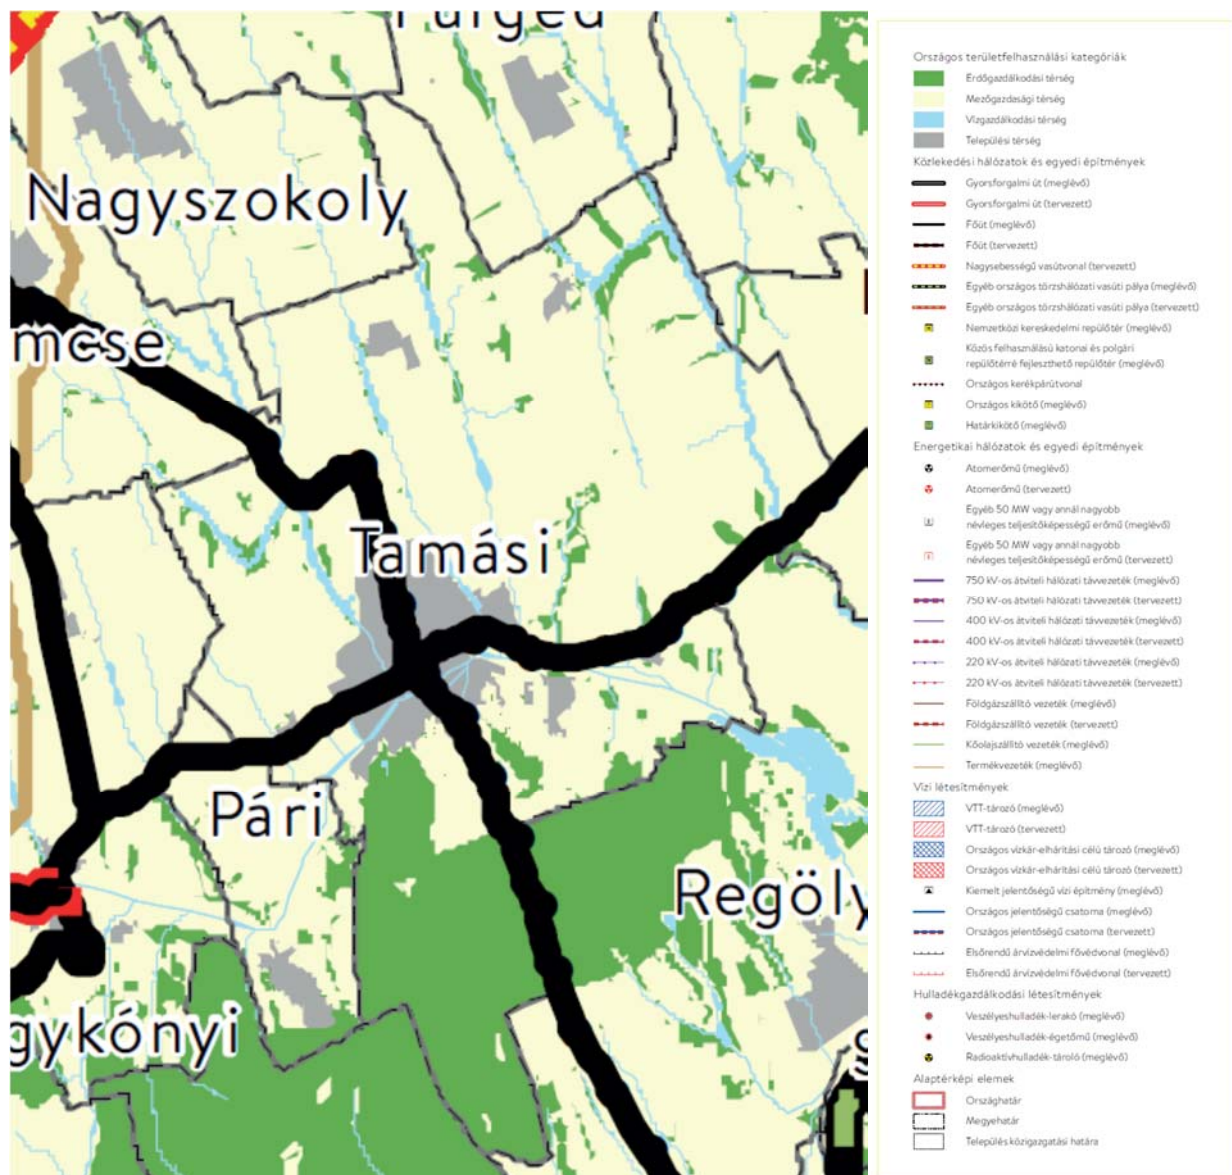 Nagyszokoly
mcse
Tamási
Pári
Regöly
gykónyi
Országos területfelhasználási kategóriák
Erdőgazdálkodási térség
Mezőgazdasági térség
Vízgazdálkodási térség
Települési térség
Közlekedési hálózatok és egyedi építmények
Gyorsforgalmi út (meglévő)
Gyorsforgalmi út (tervezett)
Főút (meglévő)
Főút (tervezett)
Nagysebességű vasútvonal (tervezett)
Egyéb országos törzshálózati vasúti pálya (meglévő)
Egyéb országos törzshálózati vasúti pálya (tervezett)
Nemzetközi kereskedelmi repülőtér (meglévő)
Közös felhasználású katonai és polgári
repülőtérré fejleszthető repülőtér (meglévő)
Országos kerékpárútvonal
Országos kikötő (meglévő)
Határkikötő (meglévő)
Energetikai hálózatok és egyedi építmények
Atomerőmű (meglévő)
Atomerőmű (tervezett)
Egyéb 50 MW vagy annál nagyobb
névleges teljesítőképességű erőmű (meglévő)
Egyéb 50 MW vagy annál nagyobb
névleges teljesítőképességű erőmű (tervezett)
750 kV-os átviteli hálózati távvezeték (meglévő)
750 kV-os átviteli hálózati távvezeték (tervezett)
400 kV-os átviteli hálózati távvezeték (meglévő)
400 kV-os átviteli hálózati távvezeték (tervezett)
220 kV-os átviteli hálózati távvezeték (meglévő)
220 kV-os átviteli hálózati távvezeték (tervezett)
Földgázszállító vezeték (meglévő)
Földgázszállító vezeték (tervezett)
Kőolajszállító vezeték (meglévő)
Termékvezeték (meglévő)
Vízi létesítmények
VTT-tározó (meglévő)
VTT-tározó (tervezett)
Országos vízkár-elhárítási célú tározó (meglévő)
Országos vízkár-elhárítási célú tározó (tervezett)
Kiemelt jelentőségű vízi építmény (meglévő)
Országos jelentőségű csatorna (meglévő)
Országos jelentőségű csatorna (tervezett)
Elsőrendű árvízvédelmi fővédvonal (meglévő)
Elsőrendű árvízvédelmi fővédvonal (tervezett)
Hulladékgazdálkodási létesítmények
Veszélyeshulladék-lerakó (meglévő)
Veszélyeshulladék-égetőmű (meglévő)
Radioaktívhulladék-tároló (meglévő)
Alaptérképi elemek
Országhatár
Megyehatár
Település közigazgatási határa